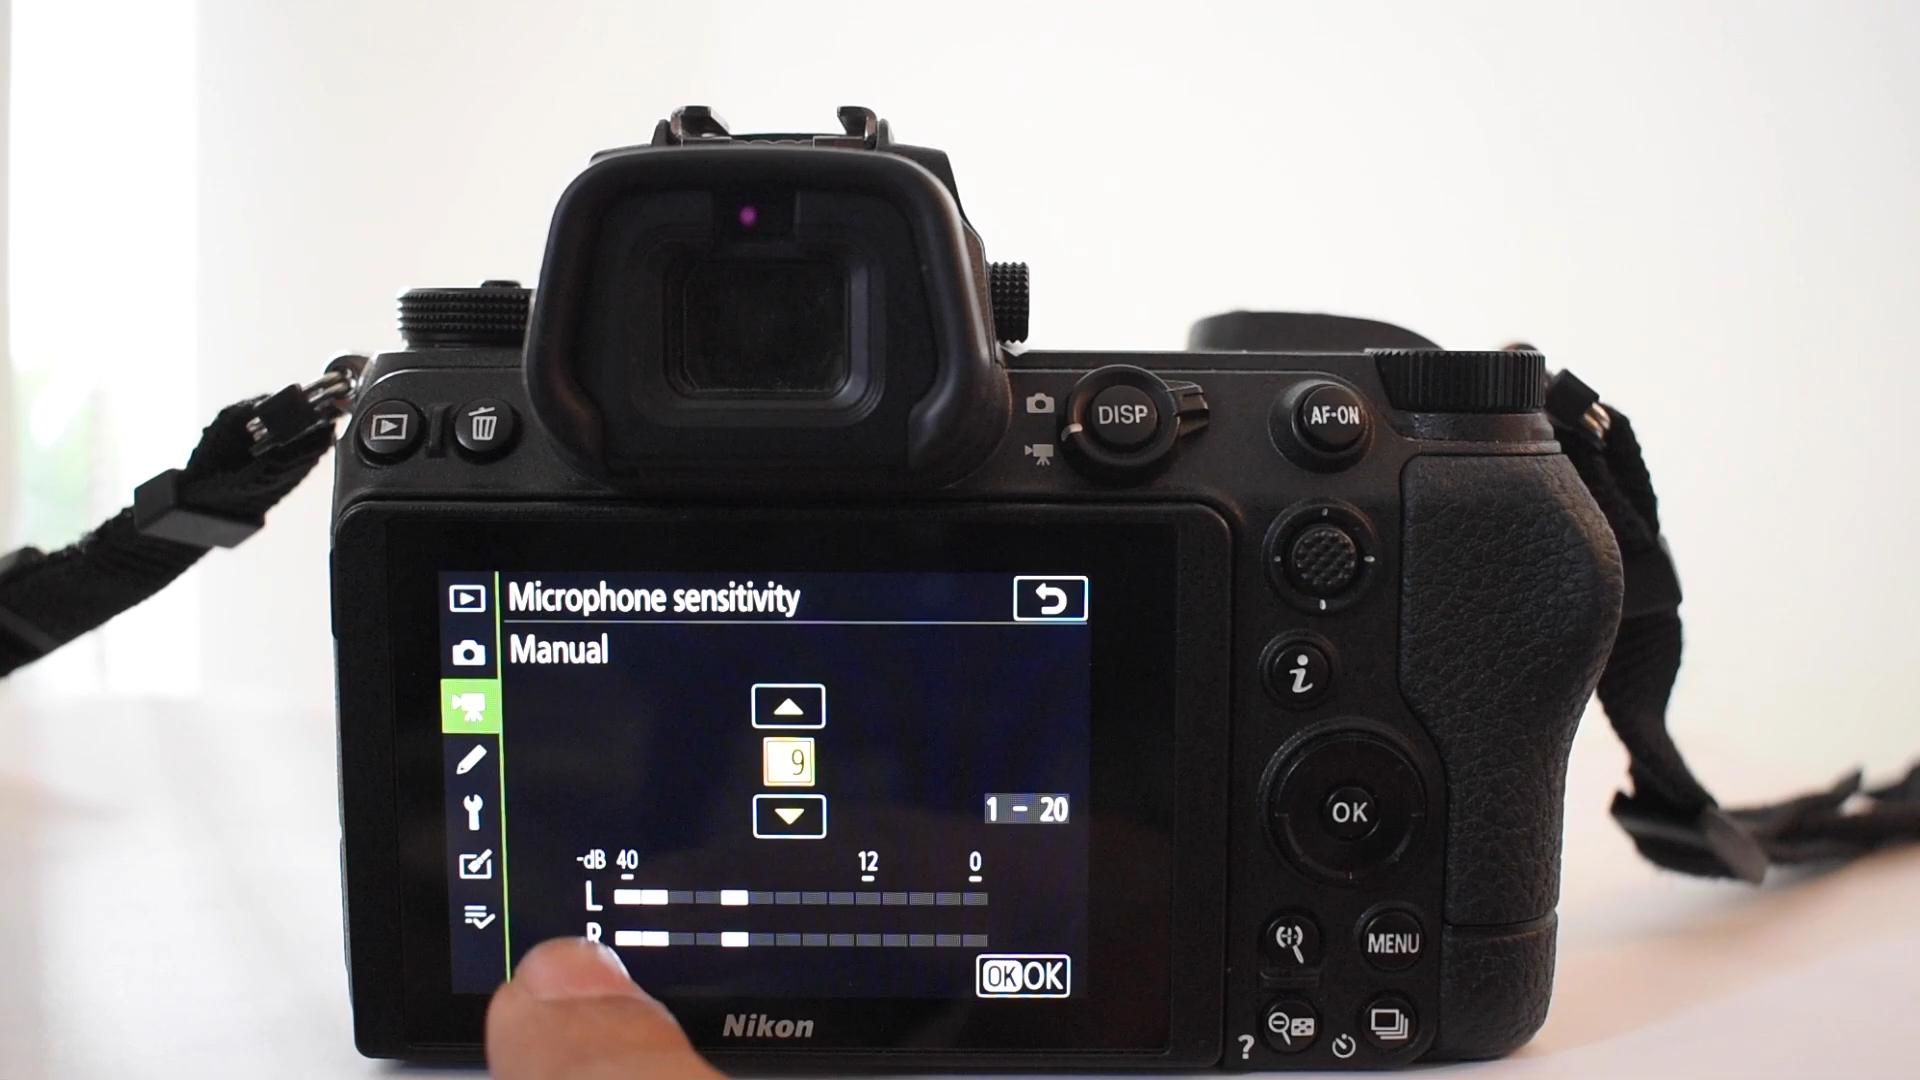 DISP
AF-ON
Microphone sensitivity
Manual
9
1 - 20
-dB 40 12 0
L
R
OK OK
i
OK
MENU
Nikon
?